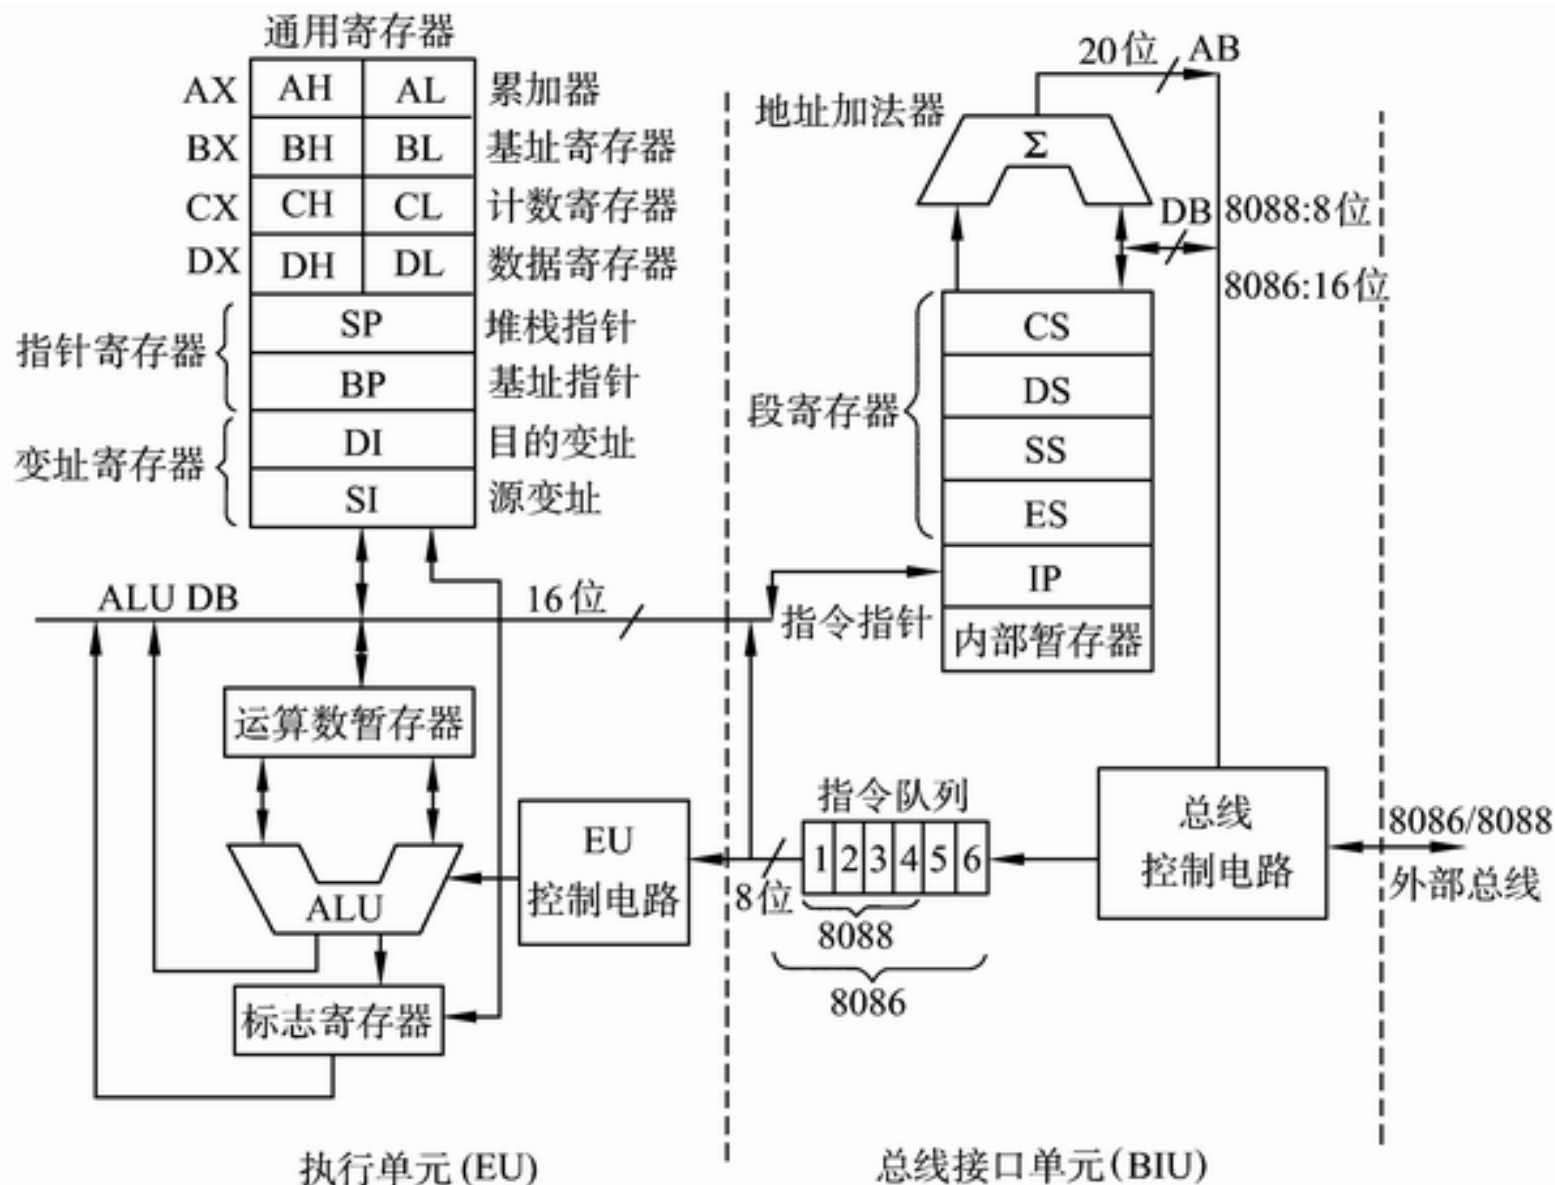 通用寄存器
AX AH AL 累加器
BX BH BL 基址寄存器
CX CH CL 计数寄存器
DX DH DL 数据寄存器
指针寄存器
SP 堆栈指针
BP 基址指针
变址寄存器
DI 目的变址
SI 源变址
ALU DB
16位
运算数暂存器
ALU
标志寄存器
EU
控制电路
执行单元(EU)
20位 AB
地址加法器
Σ
DB 8088:8位
8086:16位
段寄存器
CS
DS
SS
ES
IP
指令指针
内部暂存器
指令队列
1 2 3 4 5 6
8位
8088
8086
总线
控制电路
8086/8088
外部总线
总线接口单元(BIU)